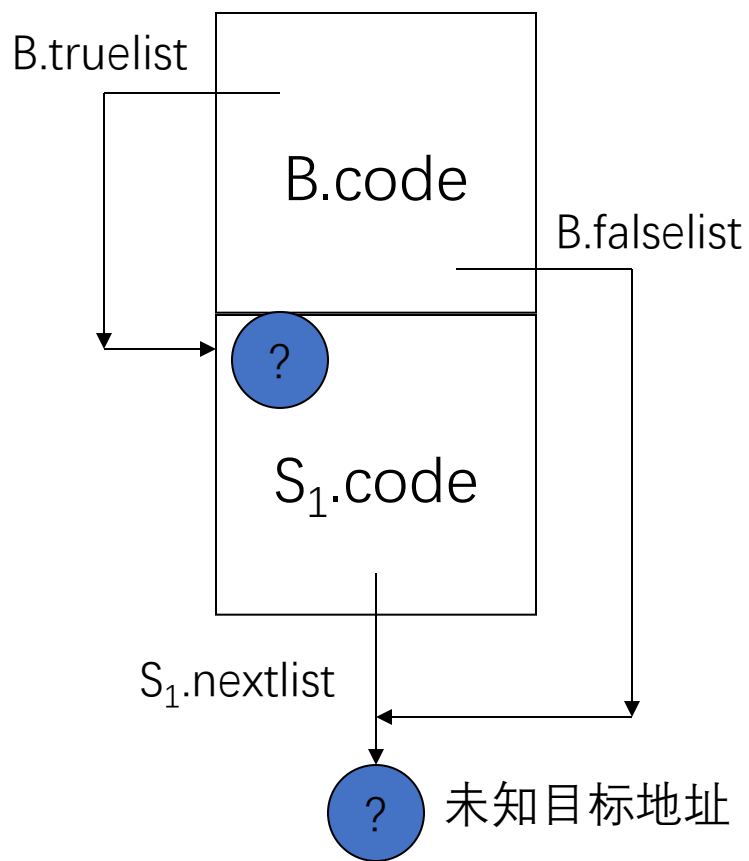 B.truelist
B.code
B.falselist
?
S₁.code
S₁.nextlist
?
未知目标地址